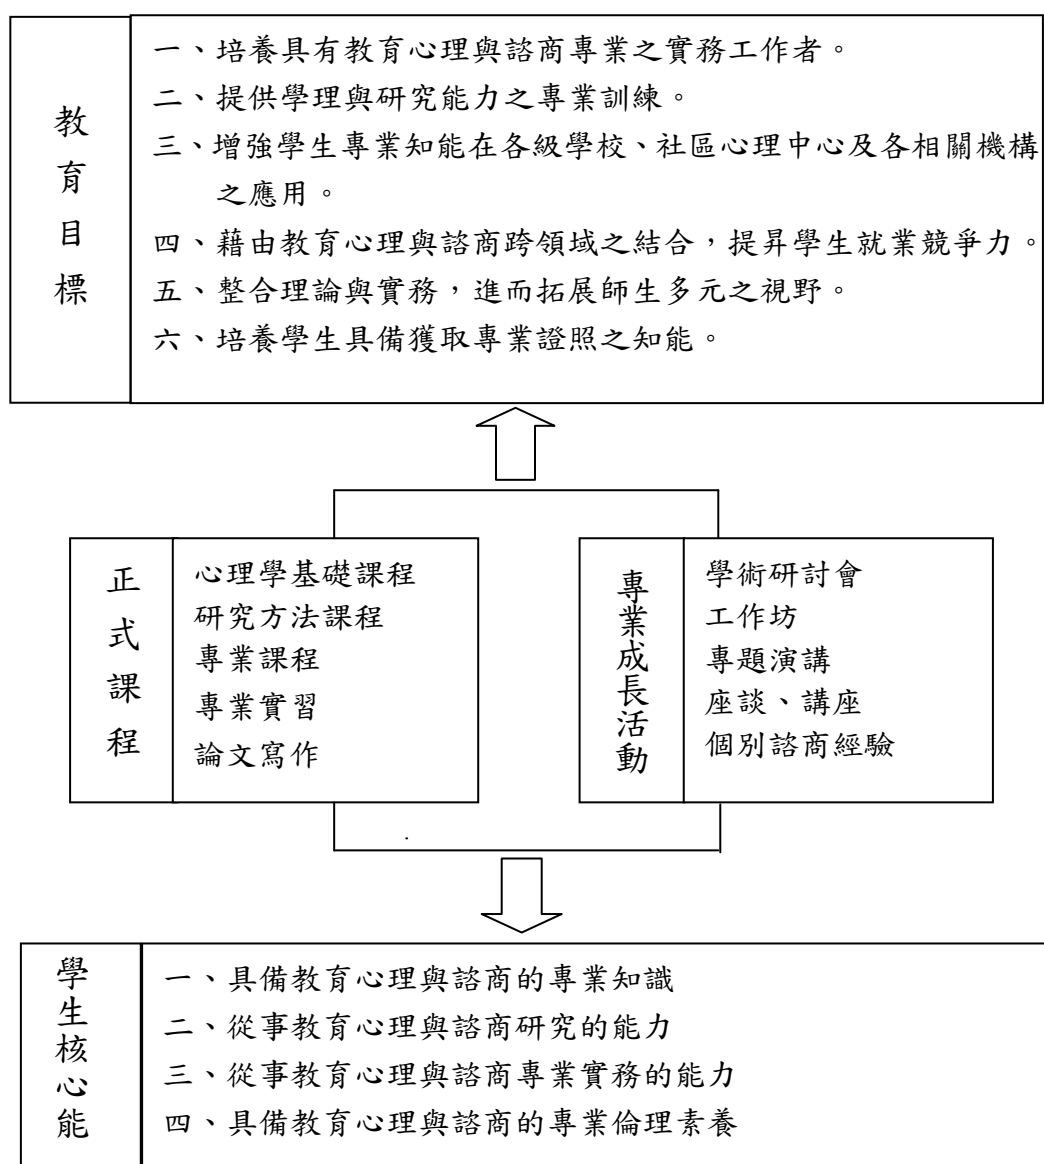 教育目標
一、培養具有教育心理與諮商專業之實務工作者。
二、提供學理與研究能力之專業訓練。
三、增強學生專業知能在各級學校、社區心理中心及各相關機構
之應用。
四、藉由教育心理與諮商跨領域之結合，提昇學生就業競爭力。
五、整合理論與實務，進而拓展師生多元之視野。
六、培養學生具備獲取專業證照之知能。
正式課程
心理學基礎課程
研究方法課程
專業課程
專業實習
論文寫作
專業成長活動
學術研討會
工作坊
專題演講
座談、講座
個別諮商經驗
學生核心能
一、具備教育心理與諮商的專業知識
二、從事教育心理與諮商研究的能力
三、從事教育心理與諮商專業實務的能力
四、具備教育心理與諮商的專業倫理素養